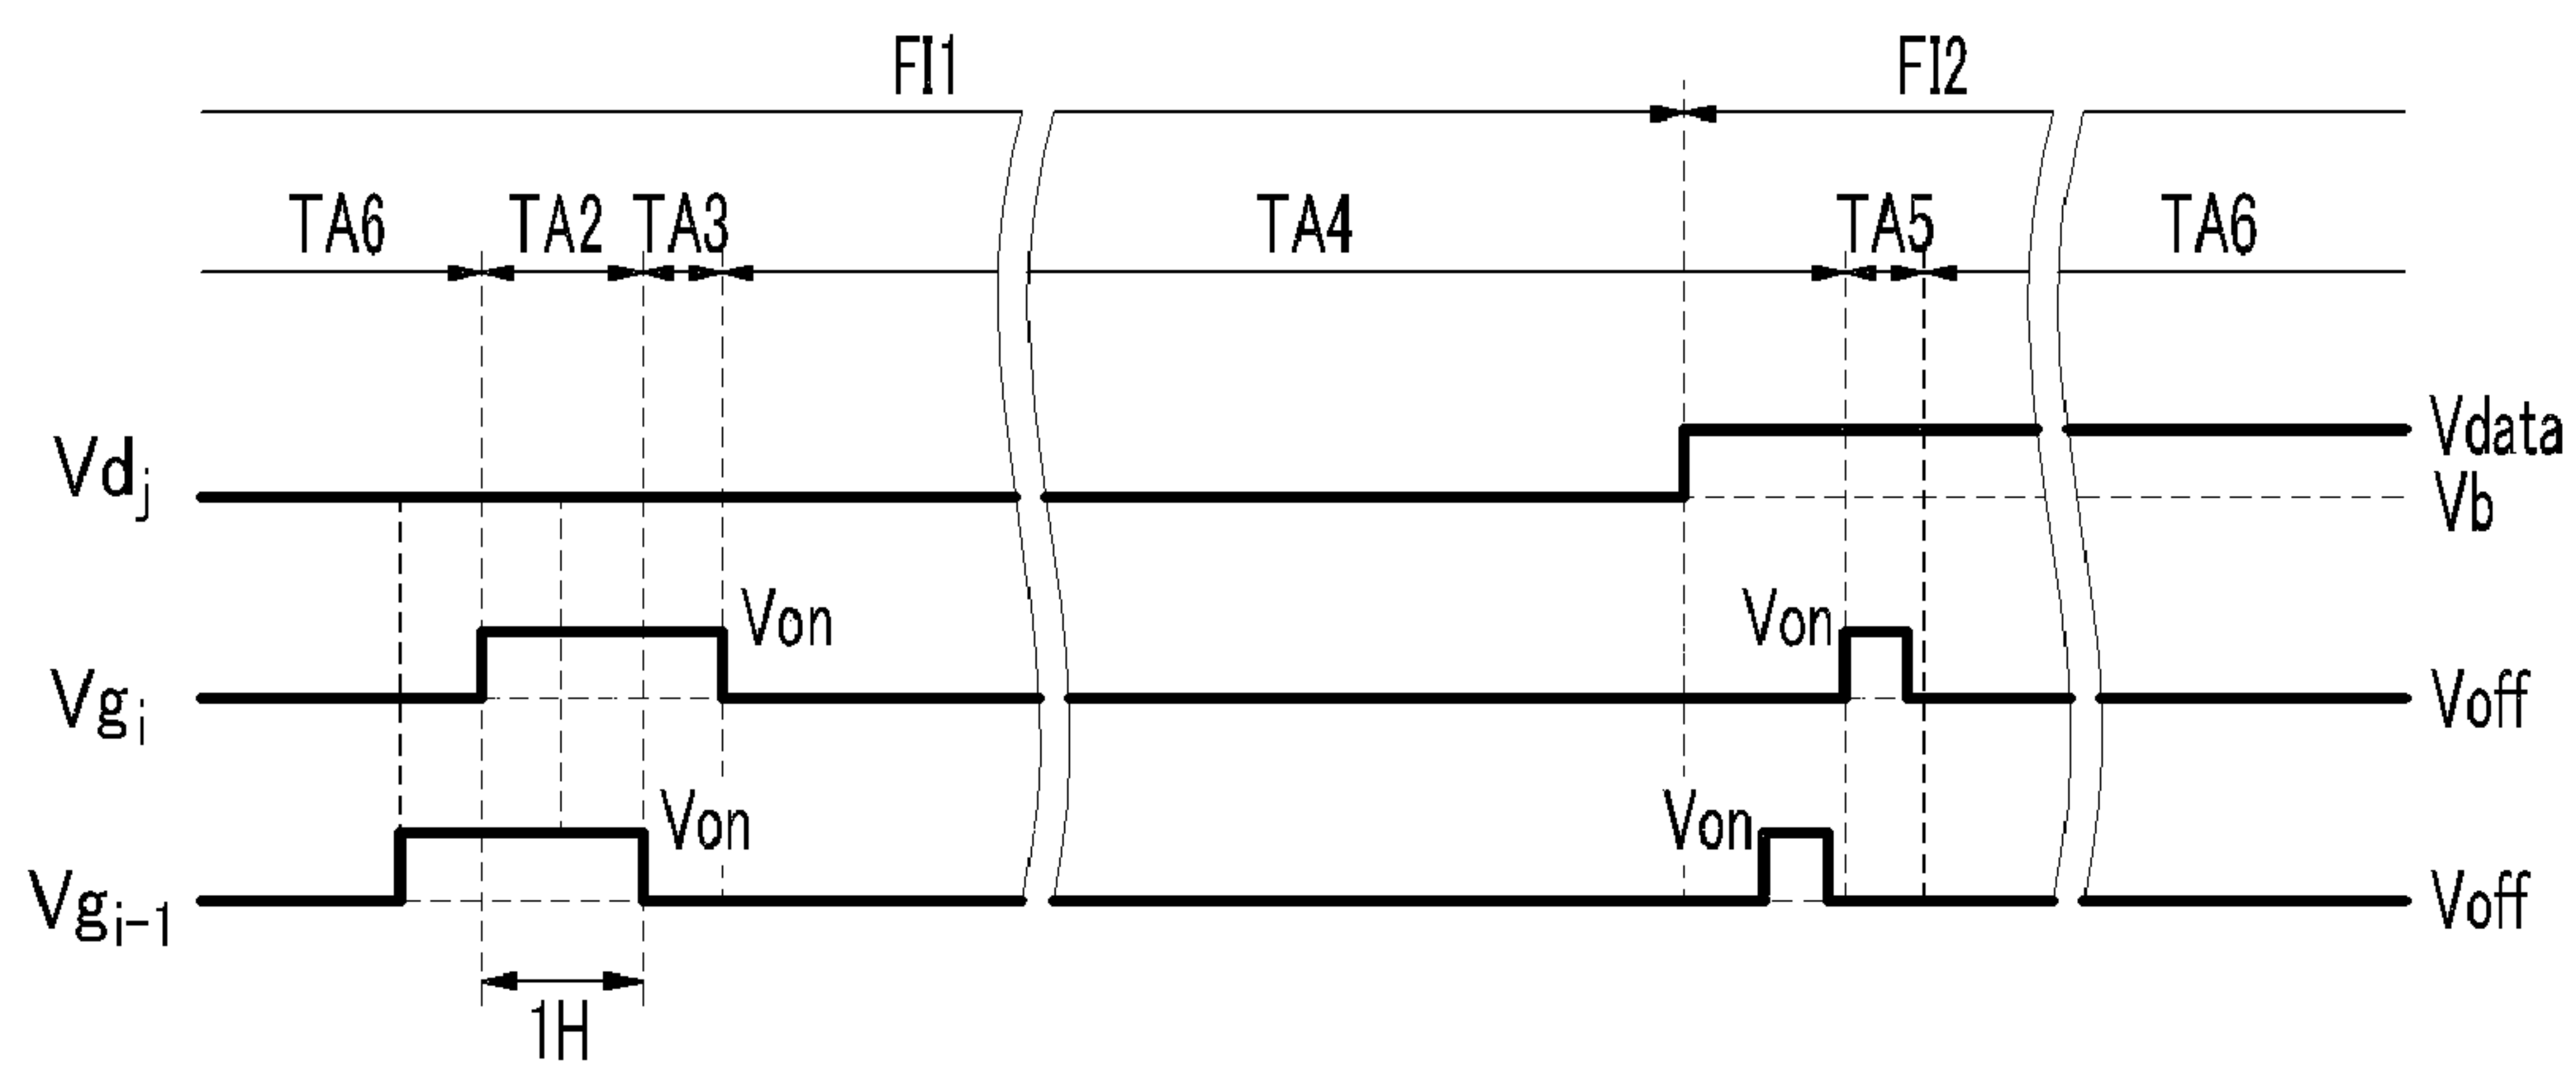 FI1 FI2
TA6 TA2 TA3 TA4 TA5 TA6
Vdata
Vdj
Vb
Von Von
Vgi Voff
Von Von
Vgi-1 Voff
1H